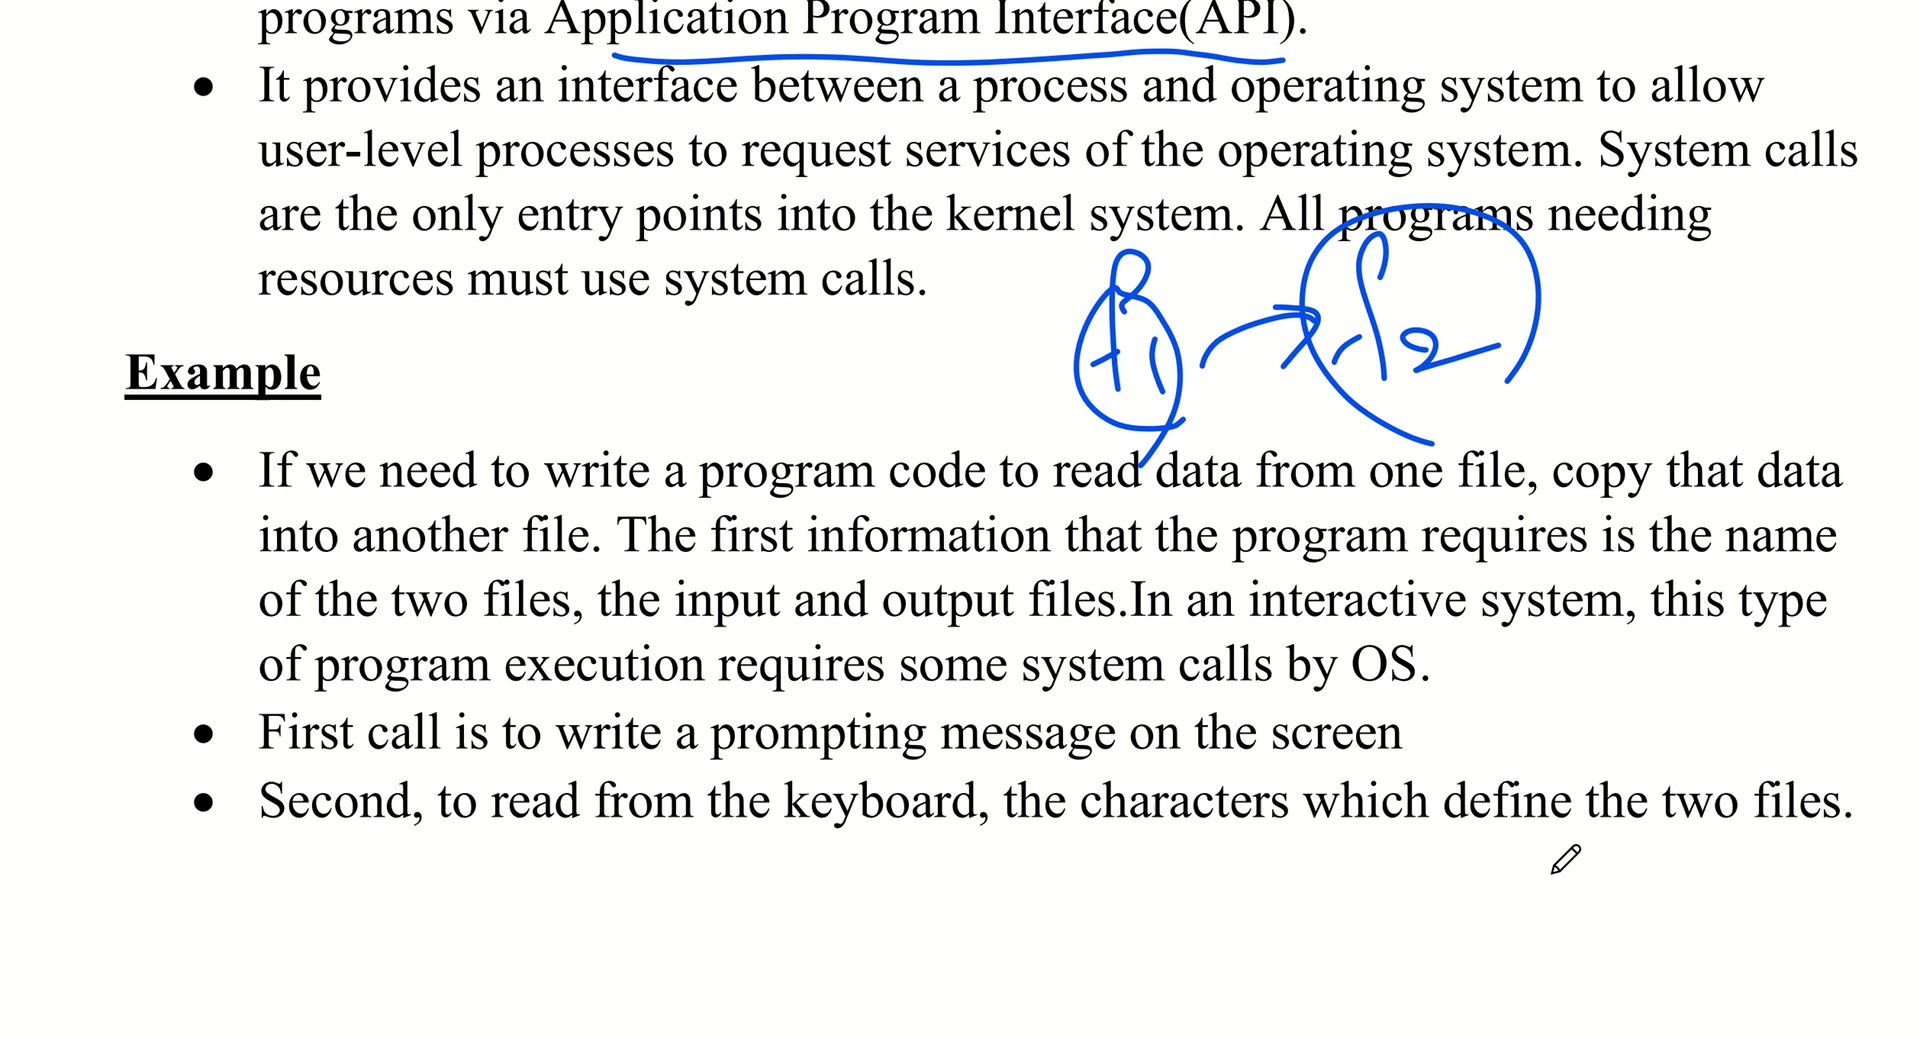 programs via Application Program Interface(API).
• It provides an interface between a process and operating system to allow
user-level processes to request services of the operating system. System calls
are the only entry points into the kernel system. All programs needing
resources must use system calls.
f1 f2
Example
• If we need to write a program code to read data from one file, copy that data
into another file. The first information that the program requires is the name
of the two files, the input and output files.In an interactive system, this type
of program execution requires some system calls by OS.
• First call is to write a prompting message on the screen
• Second, to read from the keyboard, the characters which define the two files.